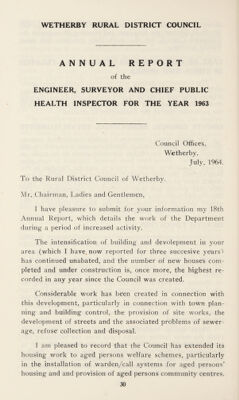 WETHERBY RURAL DISTRICT COUNCIL
ANNUAL REPORT
of the
ENGINEER, SURVEYOR AND CHIEF PUBLIC
HEALTH INSPECTOR FOR THE YEAR 1963
Council Offices,
Wetherby.
July, 1964.
To the Rural District Council of Wetherby.
Mr. Chairman, Ladies and Gentlemen,
I have pleasure to submit for your information my 18th
Annual Report, which details the work of the Department
during a period of increased activity.
The intensification of building and devolepment in your
area (which I have now reported for three succesive years)
has continued unabated, and the number of new houses com-
pleted and under construction is, once more, the highest re-
corded in any year since the Council was created.
Considerable work has been created in connection with
this development, particularly in connection with town plan-
ning and building control, the provision of site works, the
development of streets and the associated problems of sewer-
age, refuse collection and disposal.
I am pleased to record that the Council has extended its
housing work to aged persons welfare schemes, particularly
in the installation of warden/call systems for aged persons'
housing and and provision of aged persons communty centres.
30